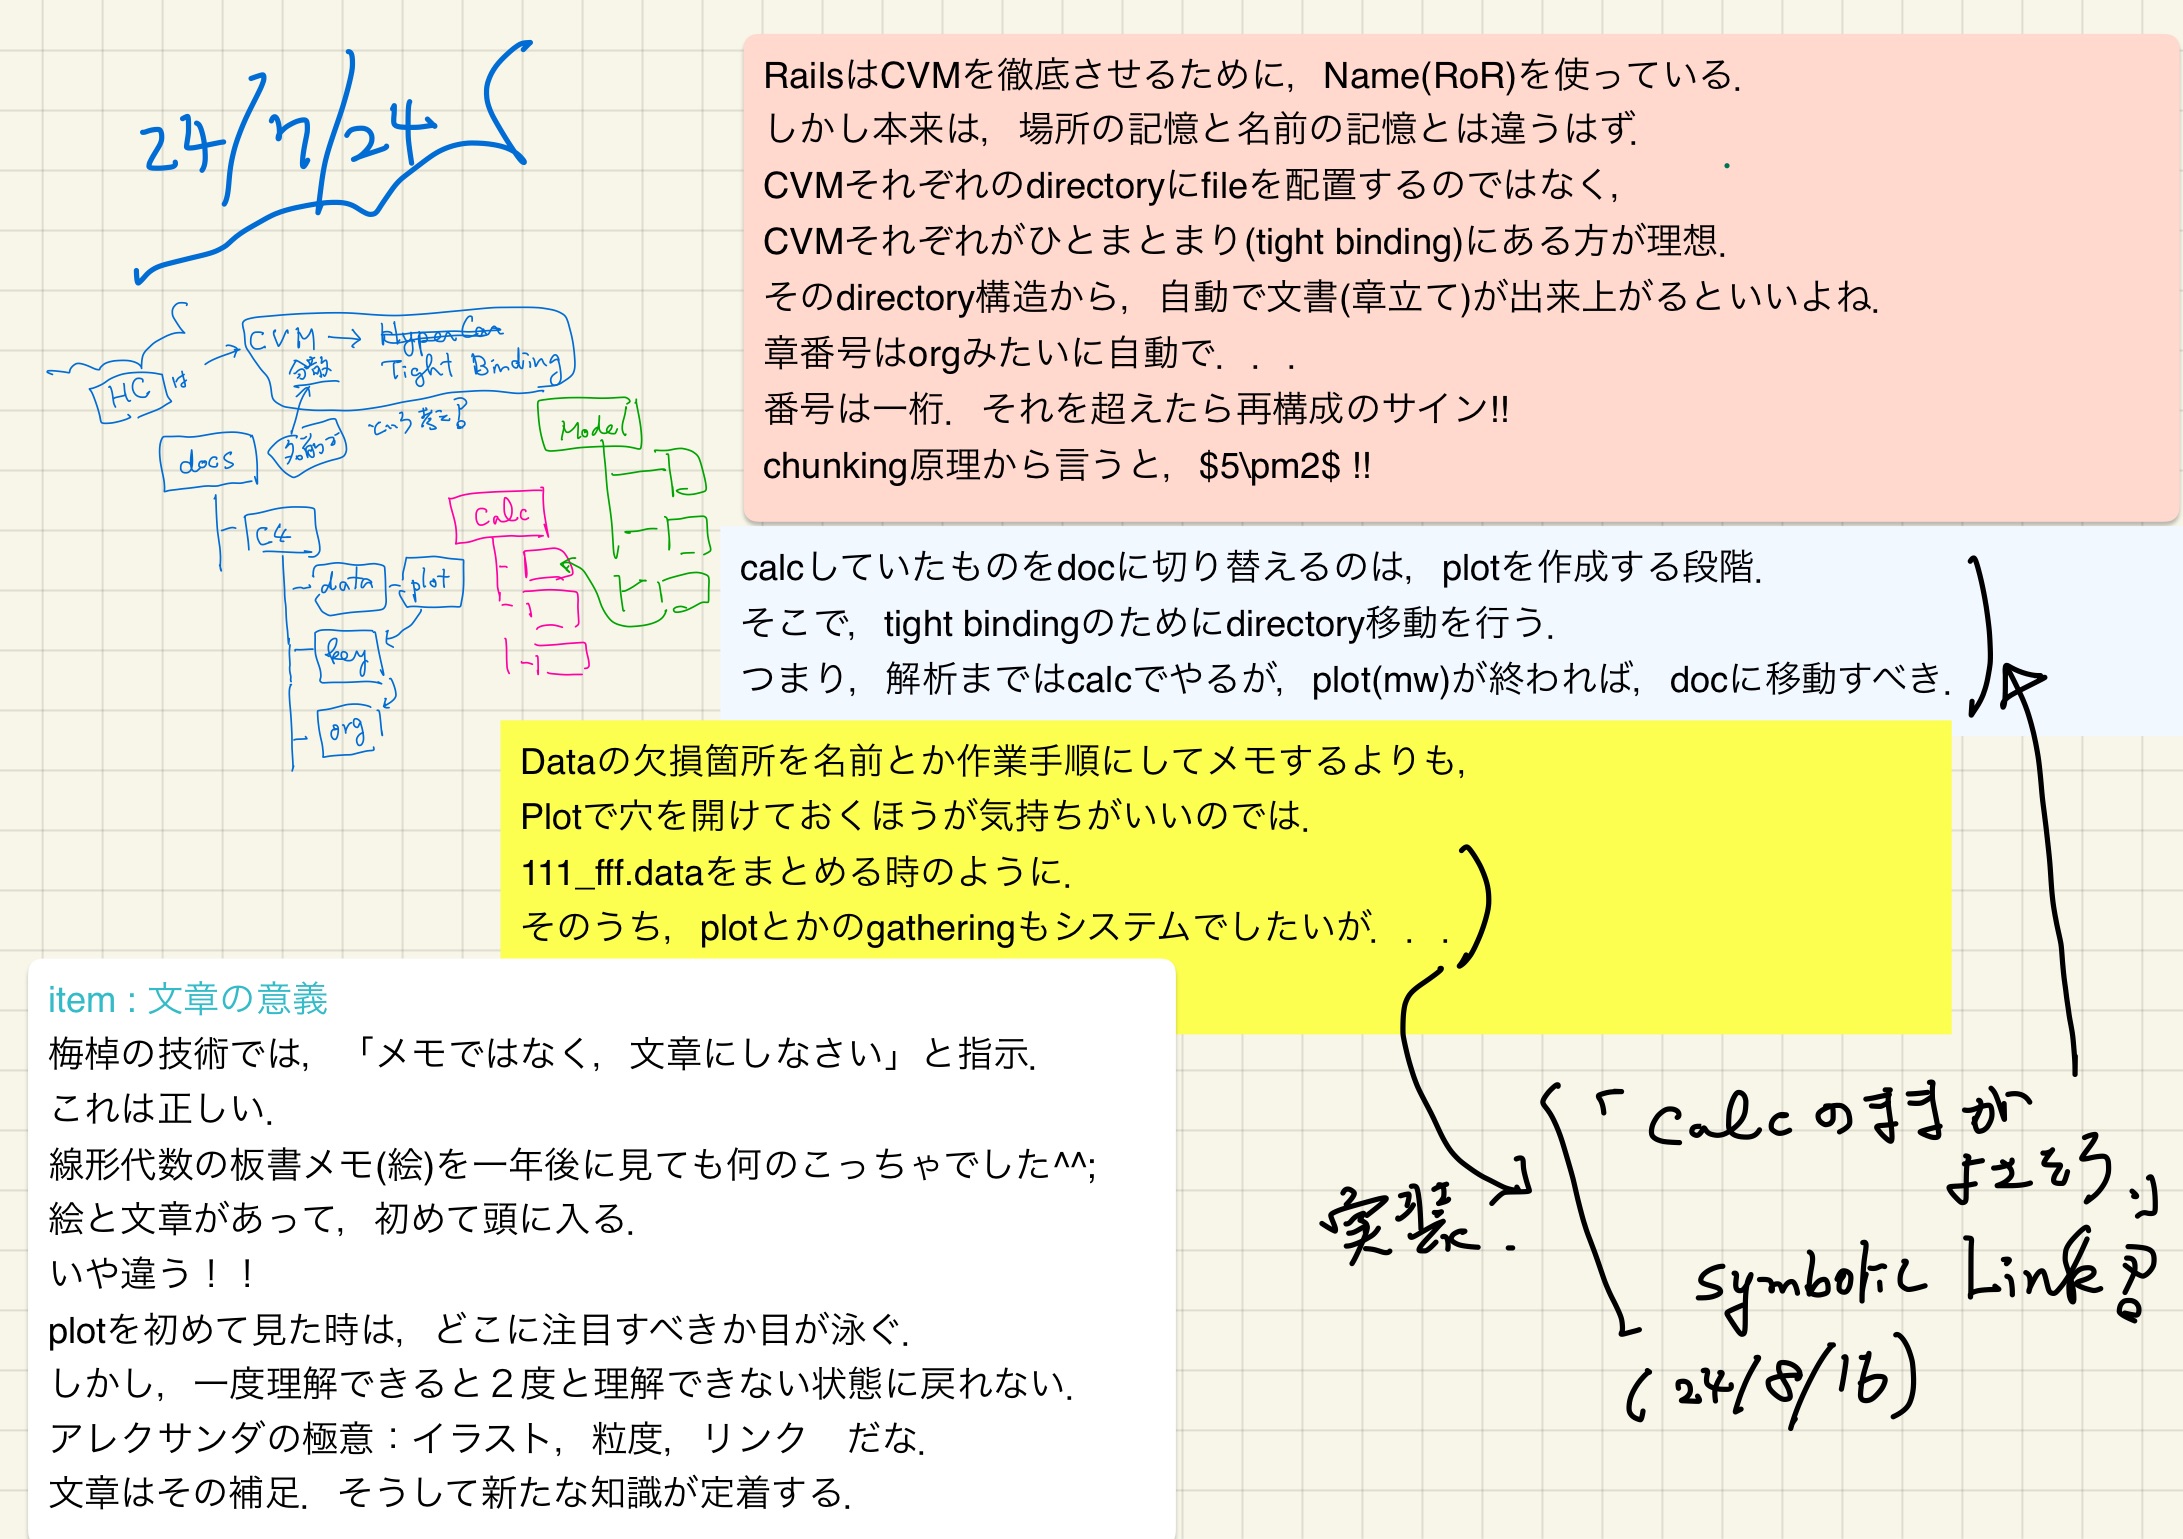 24/7/24
RailsはCVMを徹底させるために，Name(RoR)を使っている．
しかし本来は，場所の記憶と名前の記憶とは違うはず．
CVMそれぞれのdirectoryにfileを配置するのではなく，
CVMそれぞれがひとまとまり(tight binding)にある方が理想．
そのdirectory構造から，自動で文書(章立て)が出来上がるといいよね．
章番号はorgみたいに自動で．．．
番号は一桁．それを超えたら再構成のサイン!!
chunking原理から言うと，$5\pm2$ !!
HCは
CVM → HyperCon
分散 Tight Binding
名前で
という考え?
docs
C4
data
plot
key
org
Calc
Model
calcしていたものをdocに切り替えるのは，plotを作成する段階．
そこで，tight bindingのためにdirectory移動を行う．
つまり，解析まではcalcでやるが，plot(mw)が終われば，docに移動すべき．
Dataの欠損箇所を名前とか作業手順にしてメモするよりも，
Plotで穴を開けておくほうが気持ちがいいのでは．
111_fff.dataをまとめる時のように．
そのうち，plotとかのgatheringもシステムでしたいが．．．
item : 文章の意義
梅棹の技術では，「メモではなく，文章にしなさい」と指示．
これは正しい．
線形代数の板書メモ(絵)を一年後に見ても何のこっちゃでした^^;
絵と文章があって，初めて頭に入る．
いや違う！！
plotを初めて見た時は，どこに注目すべきか目が泳ぐ．
しかし，一度理解できると２度と理解できない状態に戻れない．
アレクサンダの極意：イラスト，粒度，リンク　だな．
文章はその補足．そうして新たな知識が定着する．
実装．
「Calcのままが
よさそう．」
symbolic Link?
(24/8/16)